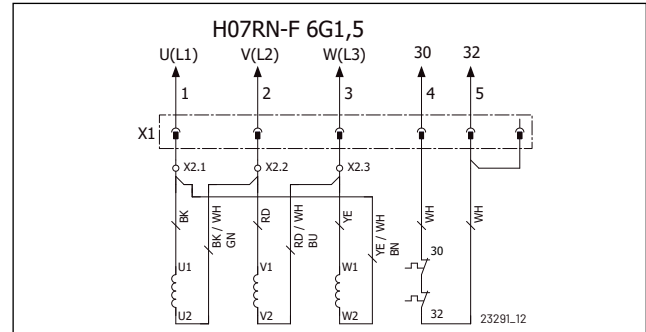 H07RN-F 6G1,5
U(L1) V(L2) W(L3) 30 32
1 2 3 4 5
X1
X2.1 X2.2 X2.3
BK
BK / WH
GN
RD
RD / WH
BU
YE
YE / WH
BN
WH
WH
U1 V1 W1 30
U2 V2 W2 32
23291_12